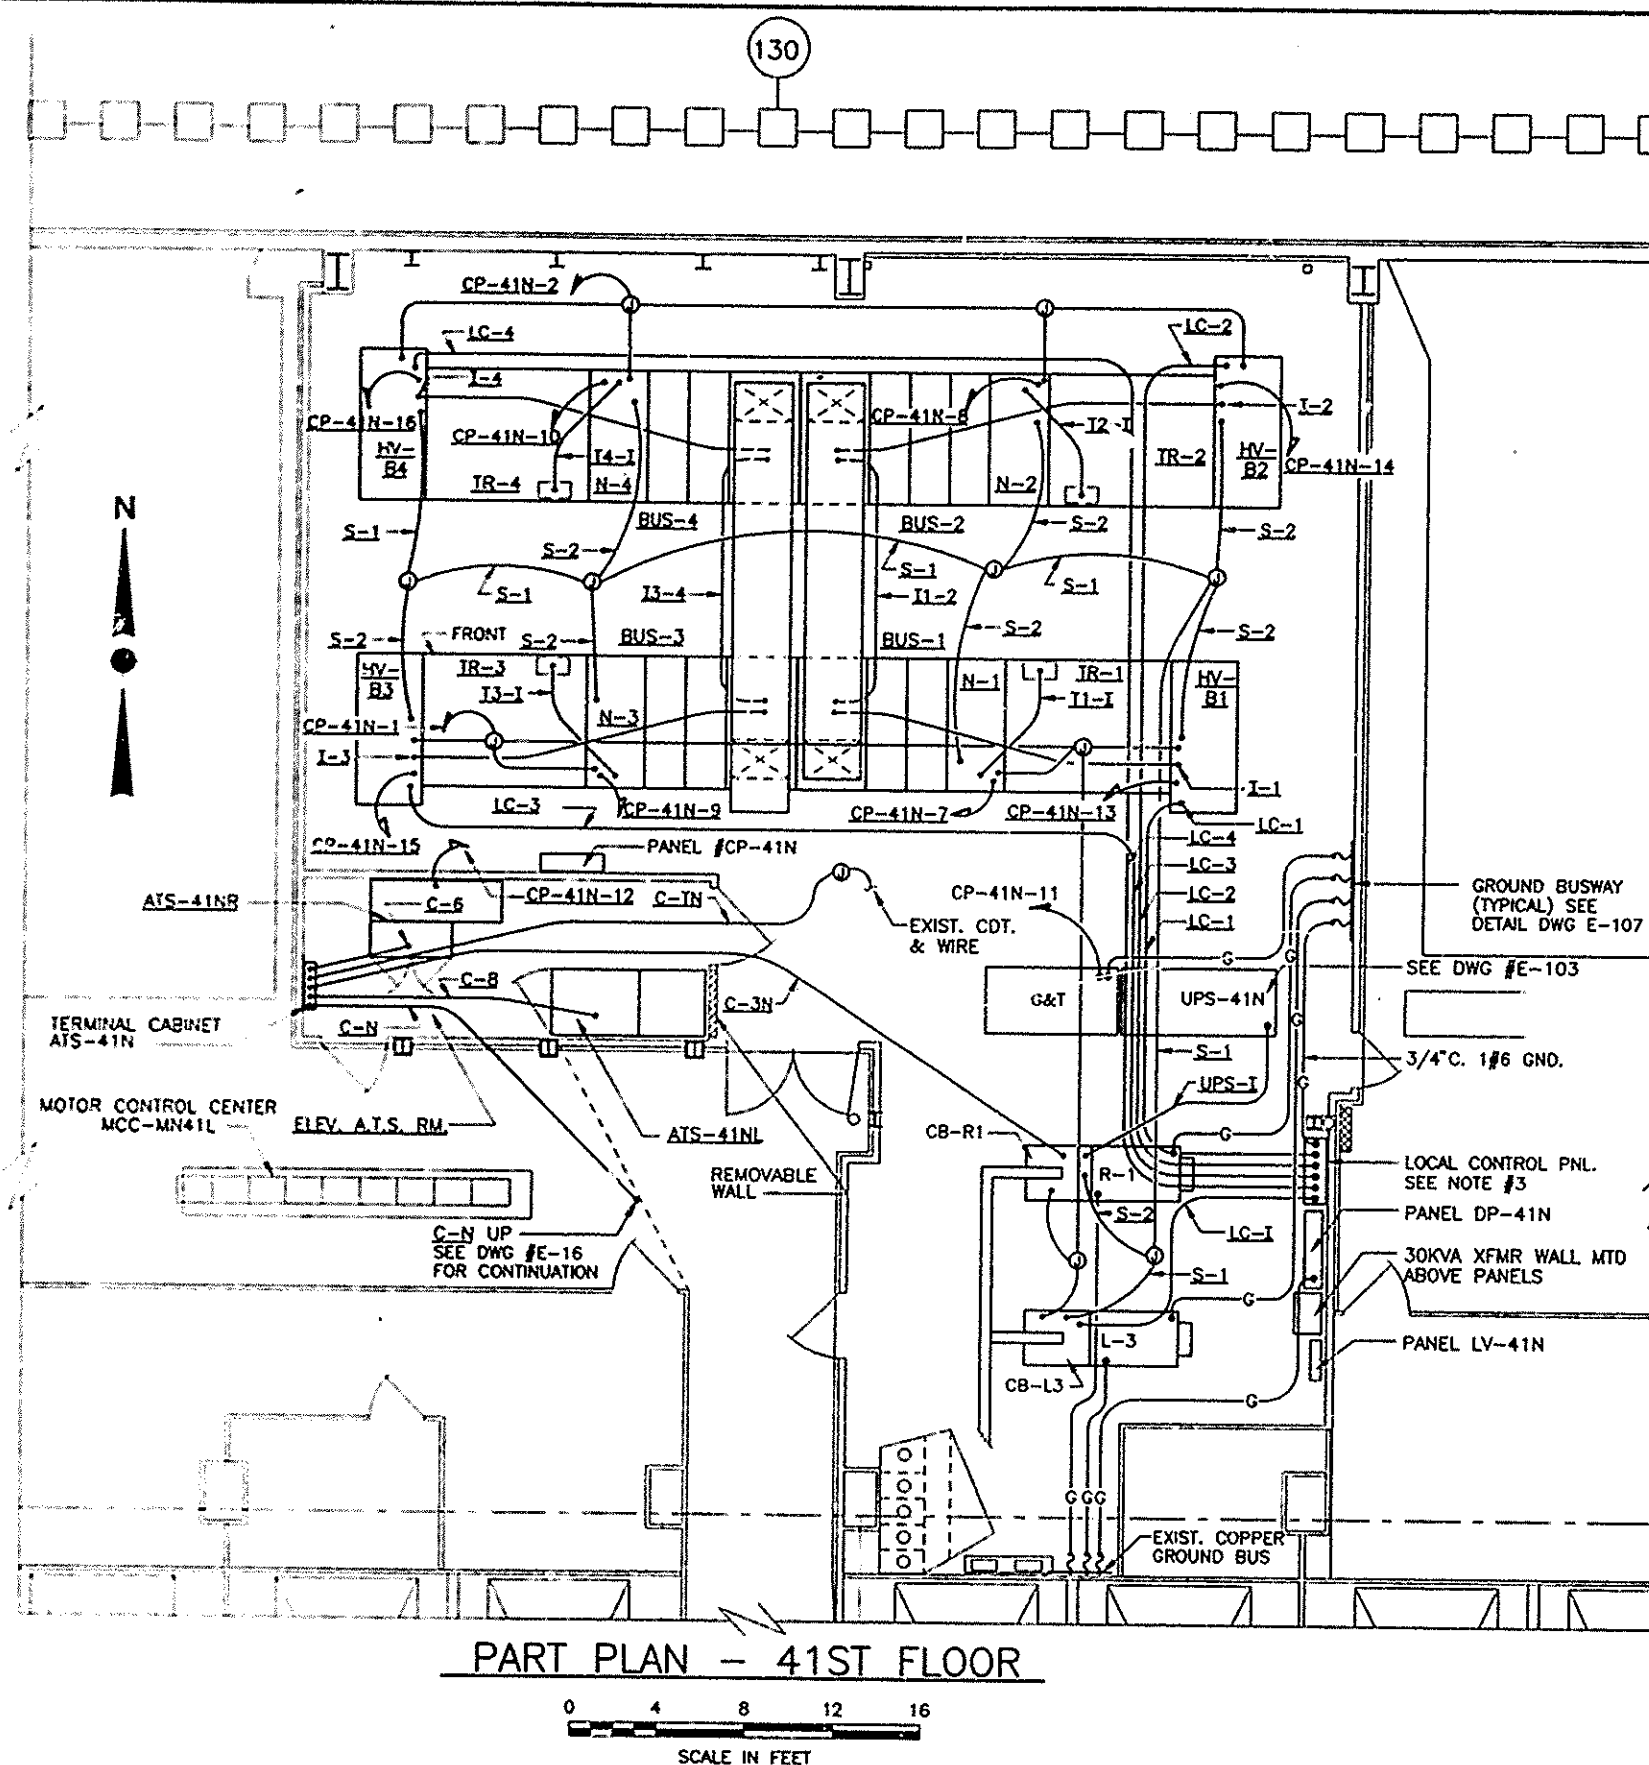 130
CP-41N-2
LC-4
LC-2
I-4
I-2
CP-41N-16
CP-41N-10
CP-41N-8
T2-I
CP-41N-14
HV-
B4
TR-4
T4-I
N-4
N-2
TR-2
HV-
B2
N
S-1
S-2
BUS-4
BUS-2
S-2
S-2
S-1
S-1
S-1
T3-4
T1-2
S-2
FRONT
S-2
BUS-3
BUS-1
S-2
S-2
HV-
B3
TR-3
T3-I
N-3
N-1
TR-1
T1-I
HV-
B1
CP-41N-1
I-3
LC-3
CP-41N-9
CP-41N-7
CP-41N-13
I-1
LC-1
CP-41N-15
PANEL #CP-41N
LC-4
LC-3
LC-2
LC-1
ATS-41NR
C-6
CP-41N-12
C-TN
CP-41N-11
EXIST. CDT.
& WIRE
GROUND BUSWAY
(TYPICAL) SEE
DETAIL DWG E-107
G
SEE DWG #E-103
C-8
C-3N
G&T
UPS-41N
G
TERMINAL CABINET
ATS-41N
C-N
S-1
3/4"C. 1#6 GND.
UPS-I
G
MOTOR CONTROL CENTER
MCC-MN41L
ELEV. A.T.S. RM.
ATS-41NL
CB-R1
G
REMOVABLE
WALL
R-1
LOCAL CONTROL PNL.
SEE NOTE #3
S-2
LC-I
PANEL DP-41N
C-N UP
SEE DWG #E-16
FOR CONTINUATION
S-1
30KVA XFMR WALL MTD
ABOVE PANELS
G
L-3
PANEL LV-41N
CB-L3
G
G G G
EXIST. COPPER
GROUND BUS
PART PLAN - 41ST FLOOR
0 4 8 12 16
SCALE IN FEET